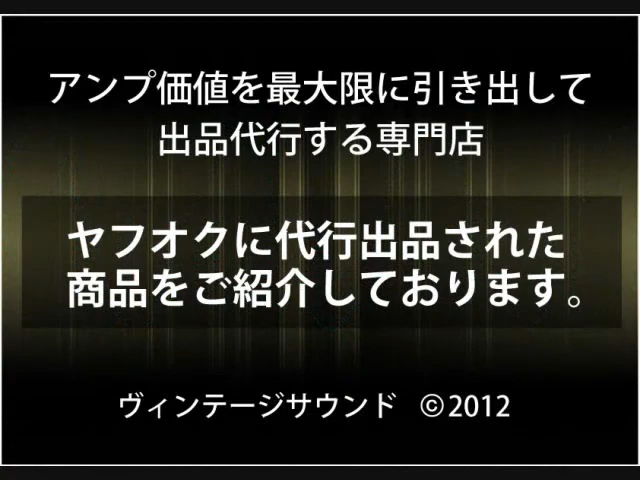 アンプ価値を最大限に引き出して
出品代行する専門店
ヤフオクに代行出品された
商品をご紹介しております。
ヴィンテージサウンド ©2012